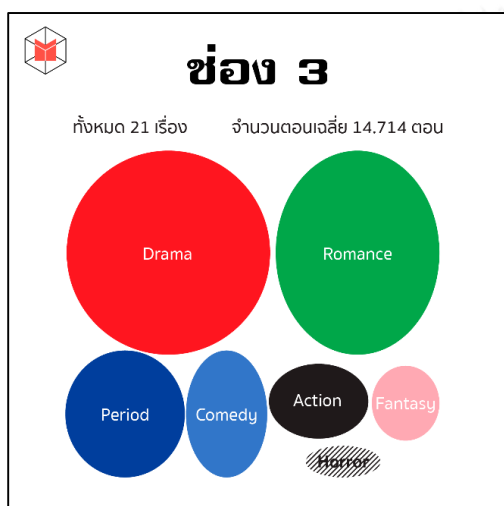 ช่อง 3
ทั้งหมด 21 เรื่อง จำนวนตอนเฉลี่ย 14.714 ตอน
Drama
Romance
Period
Comedy
Action
Fantasy
Horror